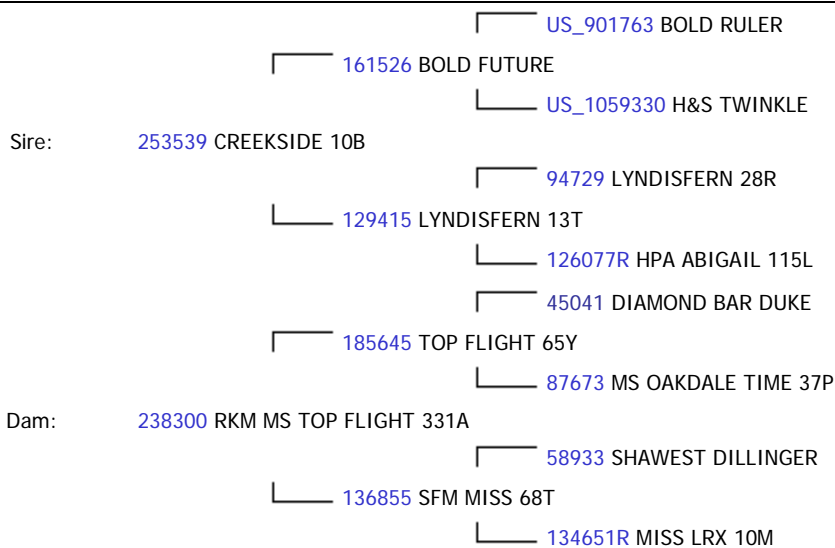 US_901763 BOLD RULER
161526 BOLD FUTURE
US_1059330 H&S TWINKLE
Sire: 253539 CREEKSIDE 10B
94729 LYNDISFERN 28R
129415 LYNDISFERN 13T
126077R HPA ABIGAIL 115L
45041 DIAMOND BAR DUKE
185645 TOP FLIGHT 65Y
87673 MS OAKDALE TIME 37P
Dam: 238300 RKM MS TOP FLIGHT 331A
58933 SHAWEST DILLINGER
136855 SFM MISS 68T
134651R MISS LRX 10M